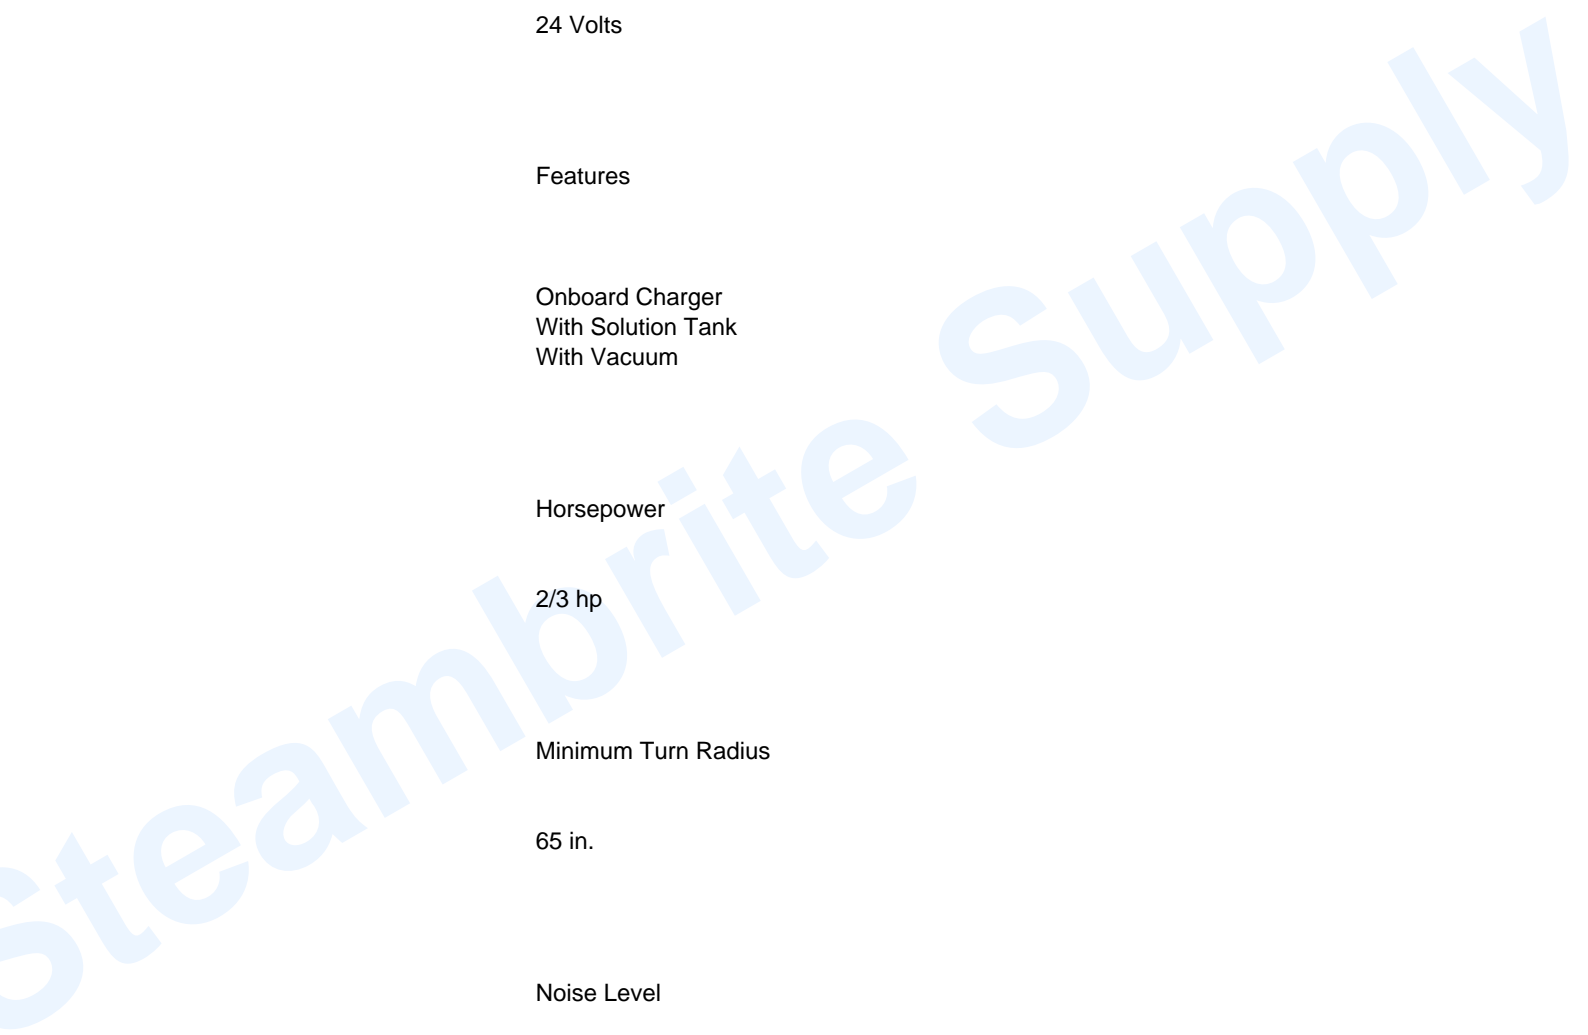 24 Volts
Features
Onboard Charger
With Solution Tank
With Vacuum
Horsepower
2/3 hp
Minimum Turn Radius
65 in.
Noise Level
Steambrite Supply